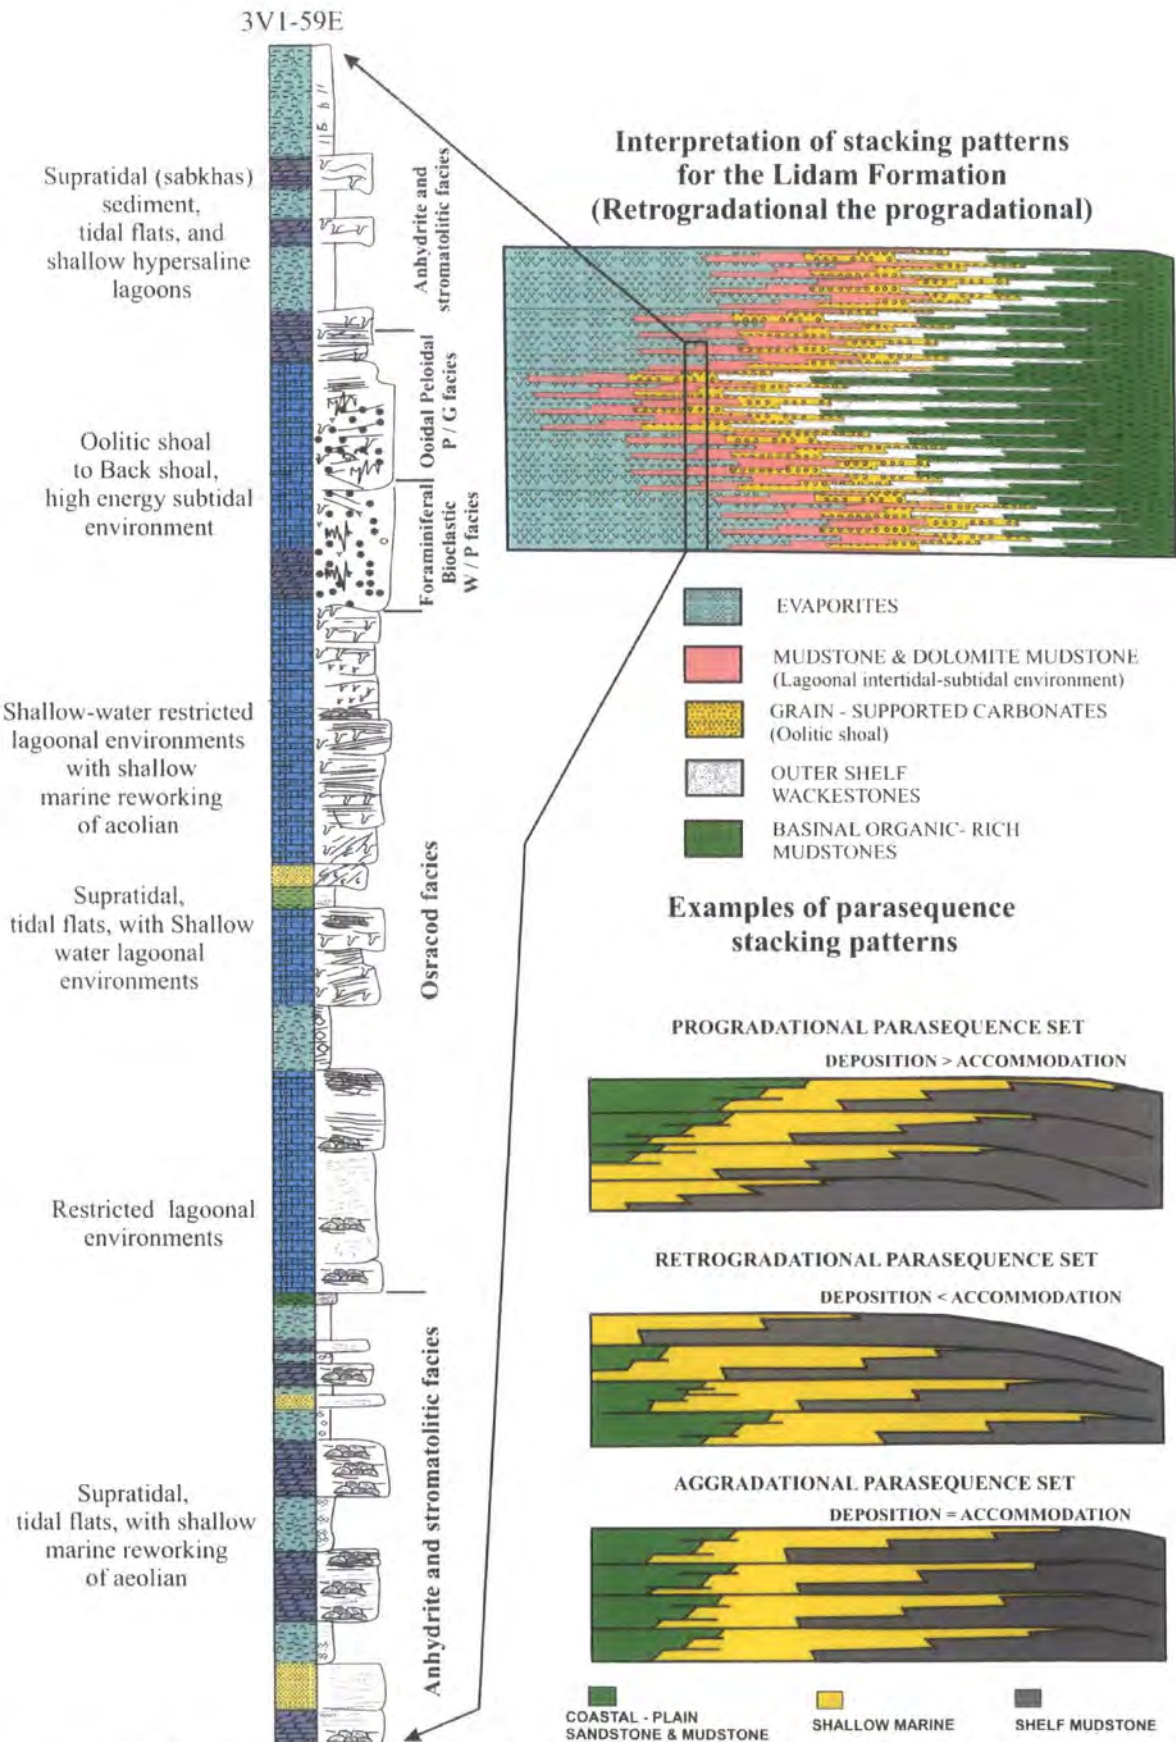 3V1-59E
Supratidal (sabkhas)
sediment,
tidal flats, and
shallow hypersaline
lagoons
Oolitic shoal
to Back shoal,
high energy subtidal
environment
Shallow-water restricted
lagoonal environments
with shallow
marine reworking
of aeolian
Supratidal,
tidal flats, with Shallow
water lagoonal
environments
Restricted lagoonal
environments
Supratidal,
tidal flats, with shallow
marine reworking
of aeolian
Anhydrite and
stromatolitic facies
Ooidal Peloidal
P / G facies
Foraminiferal
Bioclastic
W / P facies
Osracod facies
Anhydrite and stromatolitic facies
Interpretation of stacking patterns
for the Lidam Formation
(Retrogradational the progradational)
EVAPORITES
MUDSTONE & DOLOMITE MUDSTONE
(Lagoonal intertidal-subtidal environment)
GRAIN - SUPPORTED CARBONATES
(Oolitic shoal)
OUTER SHELF
WACKESTONES
BASINAL ORGANIC- RICH
MUDSTONES
Examples of parasequence
stacking patterns
PROGRADATIONAL PARASEQUENCE SET
DEPOSITION > ACCOMMODATION
RETROGRADATIONAL PARASEQUENCE SET
DEPOSITION < ACCOMMODATION
AGGRADATIONAL PARASEQUENCE SET
DEPOSITION = ACCOMMODATION
COASTAL - PLAIN
SANDSTONE & MUDSTONE
SHALLOW MARINE
SHELF MUDSTONE